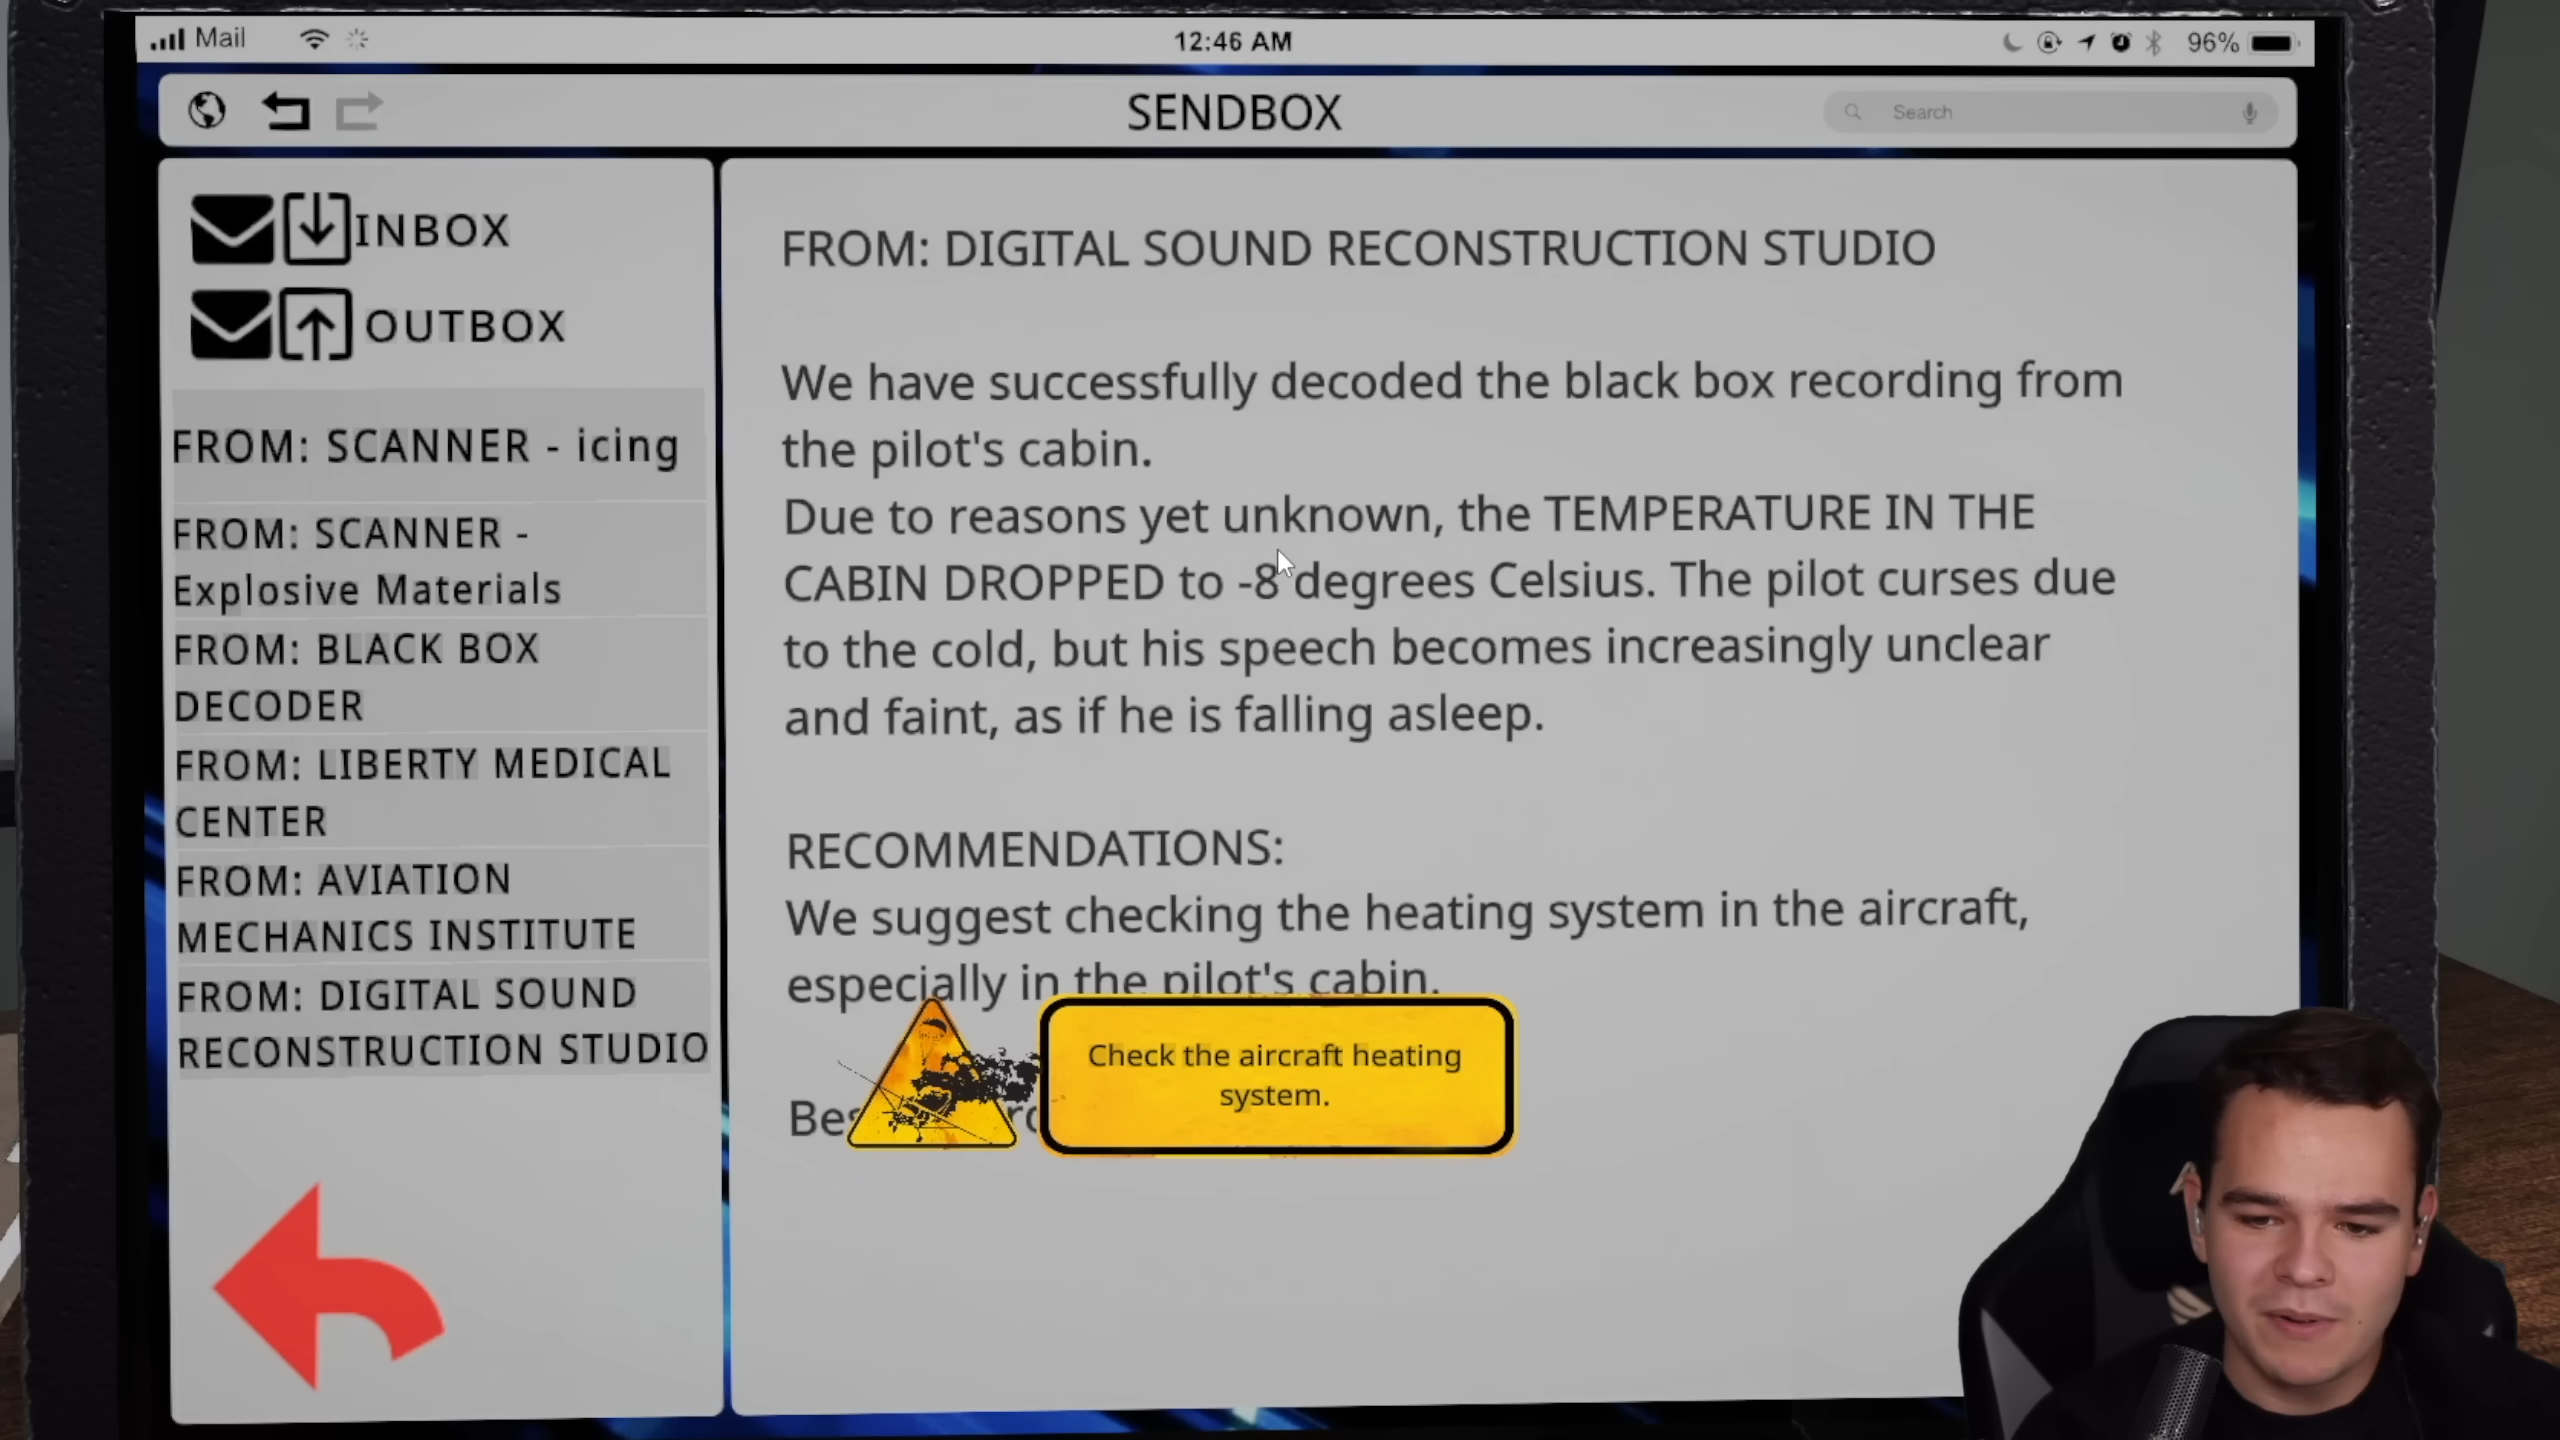 Mail
12:46 AM
96%
SENDBOX
Search
INBOX
OUTBOX
FROM: SCANNER - icing
FROM: SCANNER -
Explosive Materials
FROM: BLACK BOX
DECODER
FROM: LIBERTY MEDICAL
CENTER
FROM: AVIATION
MECHANICS INSTITUTE
FROM: DIGITAL SOUND
RECONSTRUCTION STUDIO
FROM: DIGITAL SOUND RECONSTRUCTION STUDIO
We have successfully decoded the black box recording from
the pilot's cabin.
Due to reasons yet unknown, the TEMPERATURE IN THE
CABIN DROPPED to -8 degrees Celsius. The pilot curses due
to the cold, but his speech becomes increasingly unclear
and faint, as if he is falling asleep.
RECOMMENDATIONS:
We suggest checking the heating system in the aircraft,
especially in the pilot's cabin.
Check the aircraft heating
system.